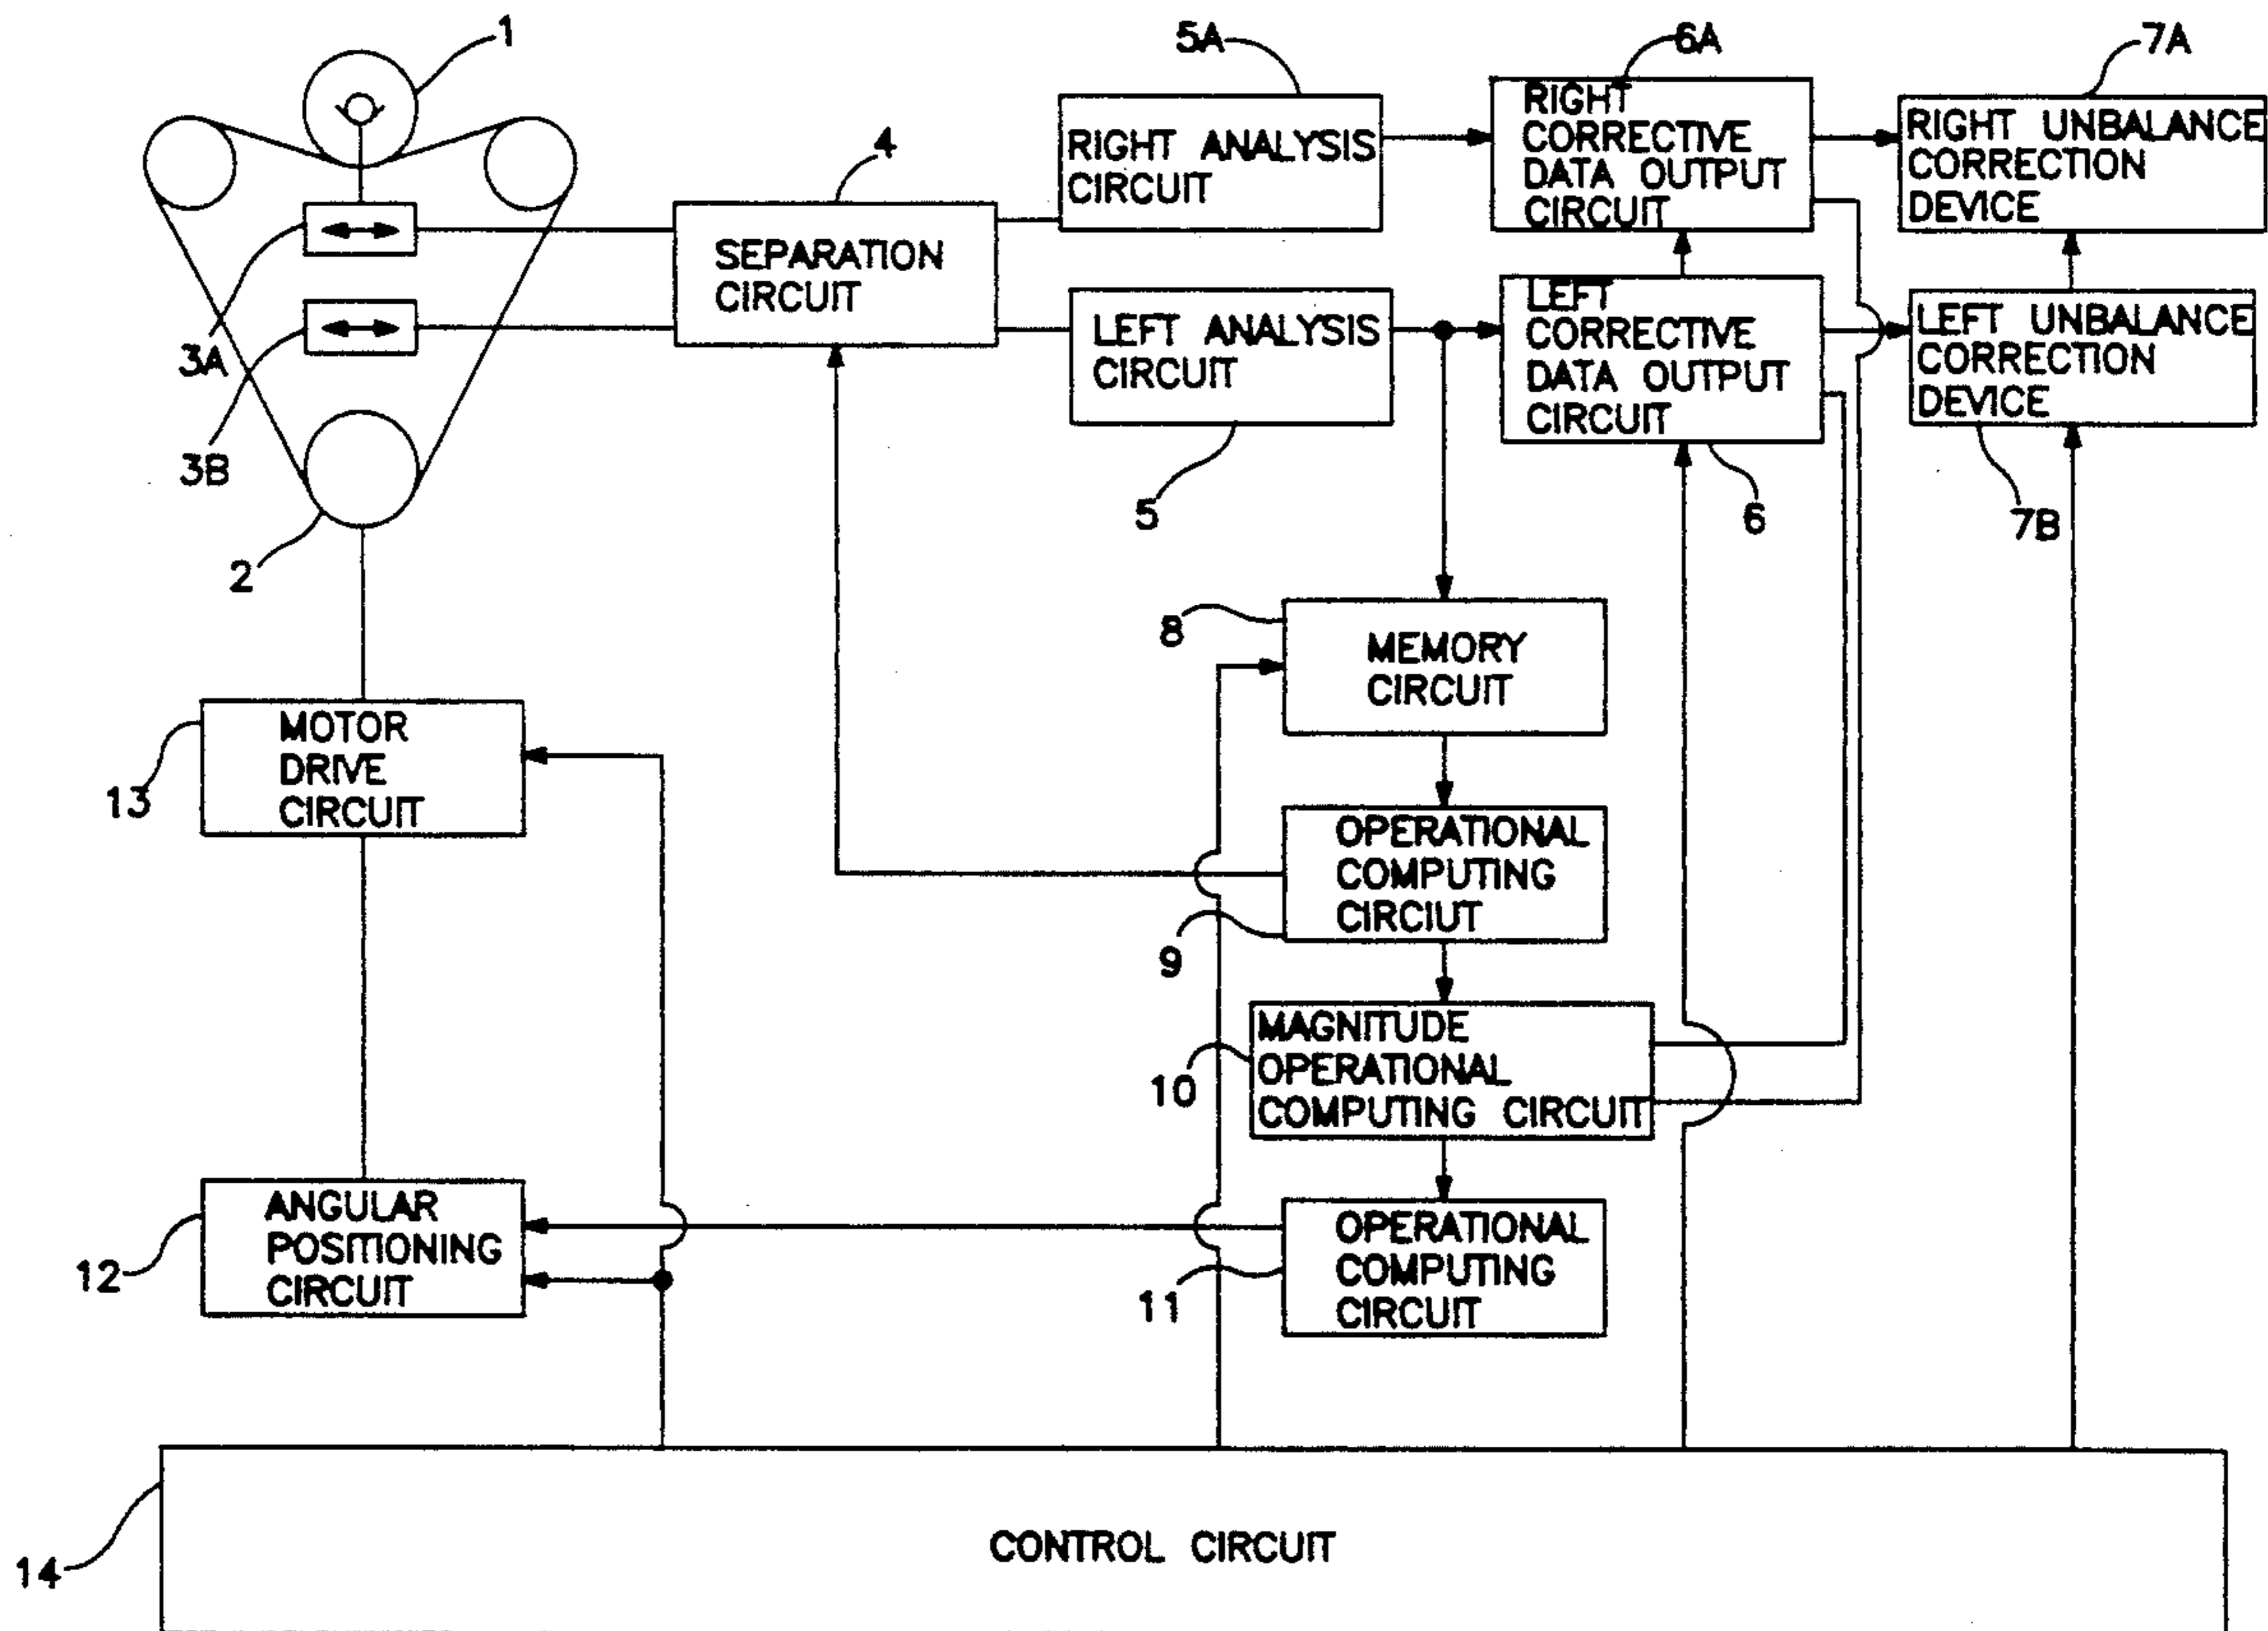 1
5A
6A
7A
RIGHT ANALYSIS
CIRCUIT
RIGHT
CORRECTIVE
DATA OUTPUT
CIRCUIT
RIGHT UNBALANCE
CORRECTION
DEVICE
4
SEPARATION
CIRCUIT
3A
3B
2
LEFT ANALYSIS
CIRCUIT
5
LEFT
CORRECTIVE
DATA OUTPUT
CIRCUIT
6
LEFT UNBALANCE
CORRECTION
DEVICE
7B
8
MEMORY
CIRCUIT
MOTOR
DRIVE
CIRCUIT
13
OPERATIONAL
COMPUTING
CIRCIUT
9
MAGNITUDE
OPERATIONAL
COMPUTING CIRCUIT
10
ANGULAR
POSITIONING
CIRCUIT
12
OPERATIONAL
COMPUTING
CIRCUIT
11
CONTROL CIRCUIT
14